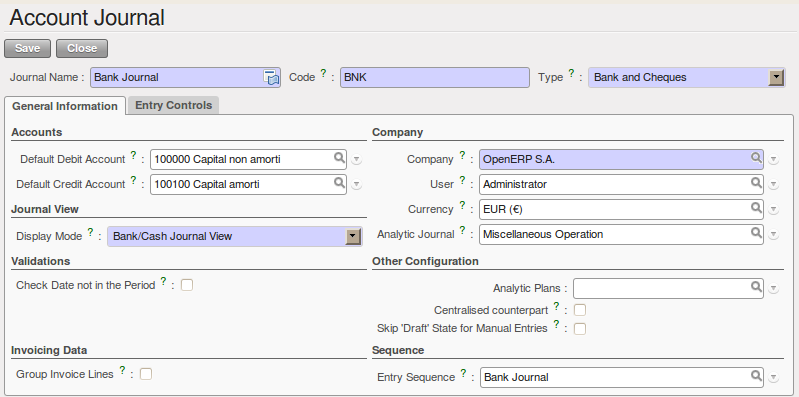 Account Journal
Save Close
Journal Name : Bank Journal Code ? : BNK Type ? : Bank and Cheques
General Information Entry Controls
Accounts Company
Default Debit Account ? : 100000 Capital non amorti Company ? : OpenERP S.A.
Default Credit Account ? : 100100 Capital amorti User ? : Administrator
Journal View Currency ? : EUR (€)
Display Mode ? : Bank/Cash Journal View Analytic Journal ? : Miscellaneous Operation
Validations Other Configuration
Check Date not in the Period ? : Analytic Plans :
Centralised counterpart ? :
Skip 'Draft' State for Manual Entries ? :
Invoicing Data Sequence
Group Invoice Lines ? : Entry Sequence ? : Bank Journal